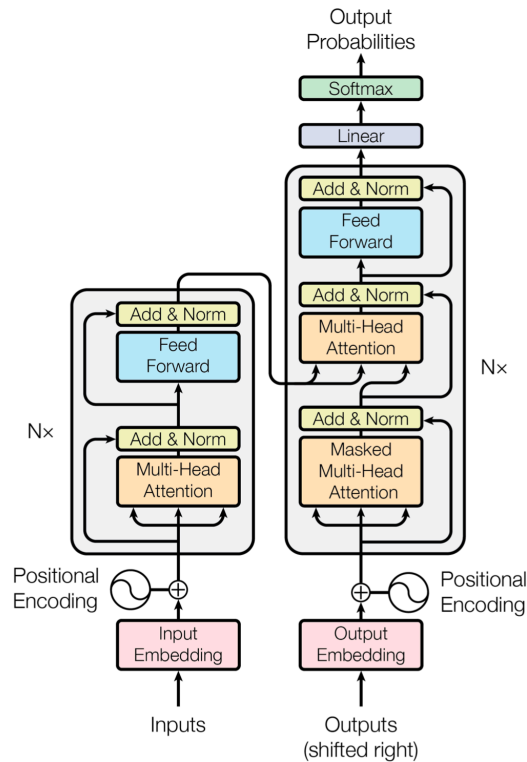 Output
Probabilities
Softmax
Linear
Add & Norm
Feed
Forward
Add & Norm
Multi-Head
Attention
Add & Norm
Masked
Multi-Head
Attention
N×
Add & Norm
Feed
Forward
Add & Norm
Multi-Head
Attention
N×
Positional
Encoding
Positional
Encoding
Input
Embedding
Output
Embedding
Inputs
Outputs
(shifted right)